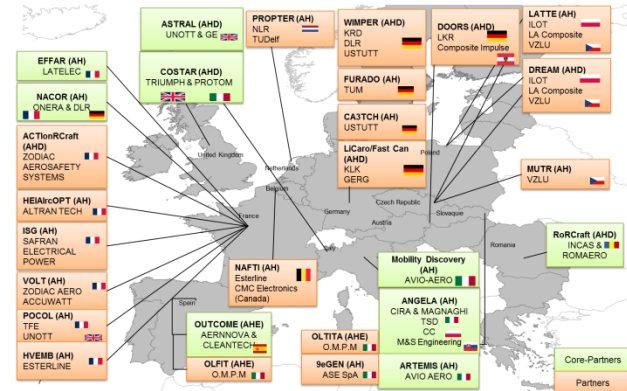 ASTRAL (AHD)
UNOTT & GE
PROPTER (AH)
NLR
TUDelf
WIMPER (AHD)
KRD
DLR
USTUTT
DOORS (AH)
LKR
Composite Impulse
LATTE (AH)
ILOT
LA Composite
VZLU
EFFAR (AH)
LATELEC
COSTAR (AHD)
TRIUMPH & PROTOM
FURADO (AH)
TUM
DREAM (AHD)
ILOT
LA Composite
VZLU
NACOR (AH)
ONERA & DLR
CA3TCH (AH)
USTUTT
ACTIonRCraft
(AHD)
ZODIAC
AEROSAFETY
SYSTEMS
United Kingdom
Netherlands
Belgium
LiCaro/Fast Can
(AHD)
KLK
GERG
Poland
MUTR (AH)
VZLU
HEIAIrcOPT (AH)
ALTRAN TECH
France
Germany
Czech Republic
Slovaque
Austria
ISG (AH)
SAFRAN
ELECTRICAL
POWER
Italy
Romania
RoRCraft (AHD)
INCAS &
ROMAERO
VOLT (AH)
ZODIAC AERO
ACCUWATT
NAFTI (AH)
Esterline
CMC Electronics
(Canada)
Mobility Discovery
(AH)
AVIO-AERO
POCOL (AH)
TFE
UNOTT
Spain
OUTCOME (AHE)
AERNNOVA &
CLEANTECH
ANGELA (AH)
CIRA & MAGNAGHI
TSD
CC
M&S Engineering
HVEMB (AH)
ESTERLINE
OLFIT (AH)
O.M.P.M
OLTITA (AHE)
O.M.P.M
9eGEN (AH)
ASE SpA
ARTEMIS (AH)
AVIO AERO
Core-Partners
Partners